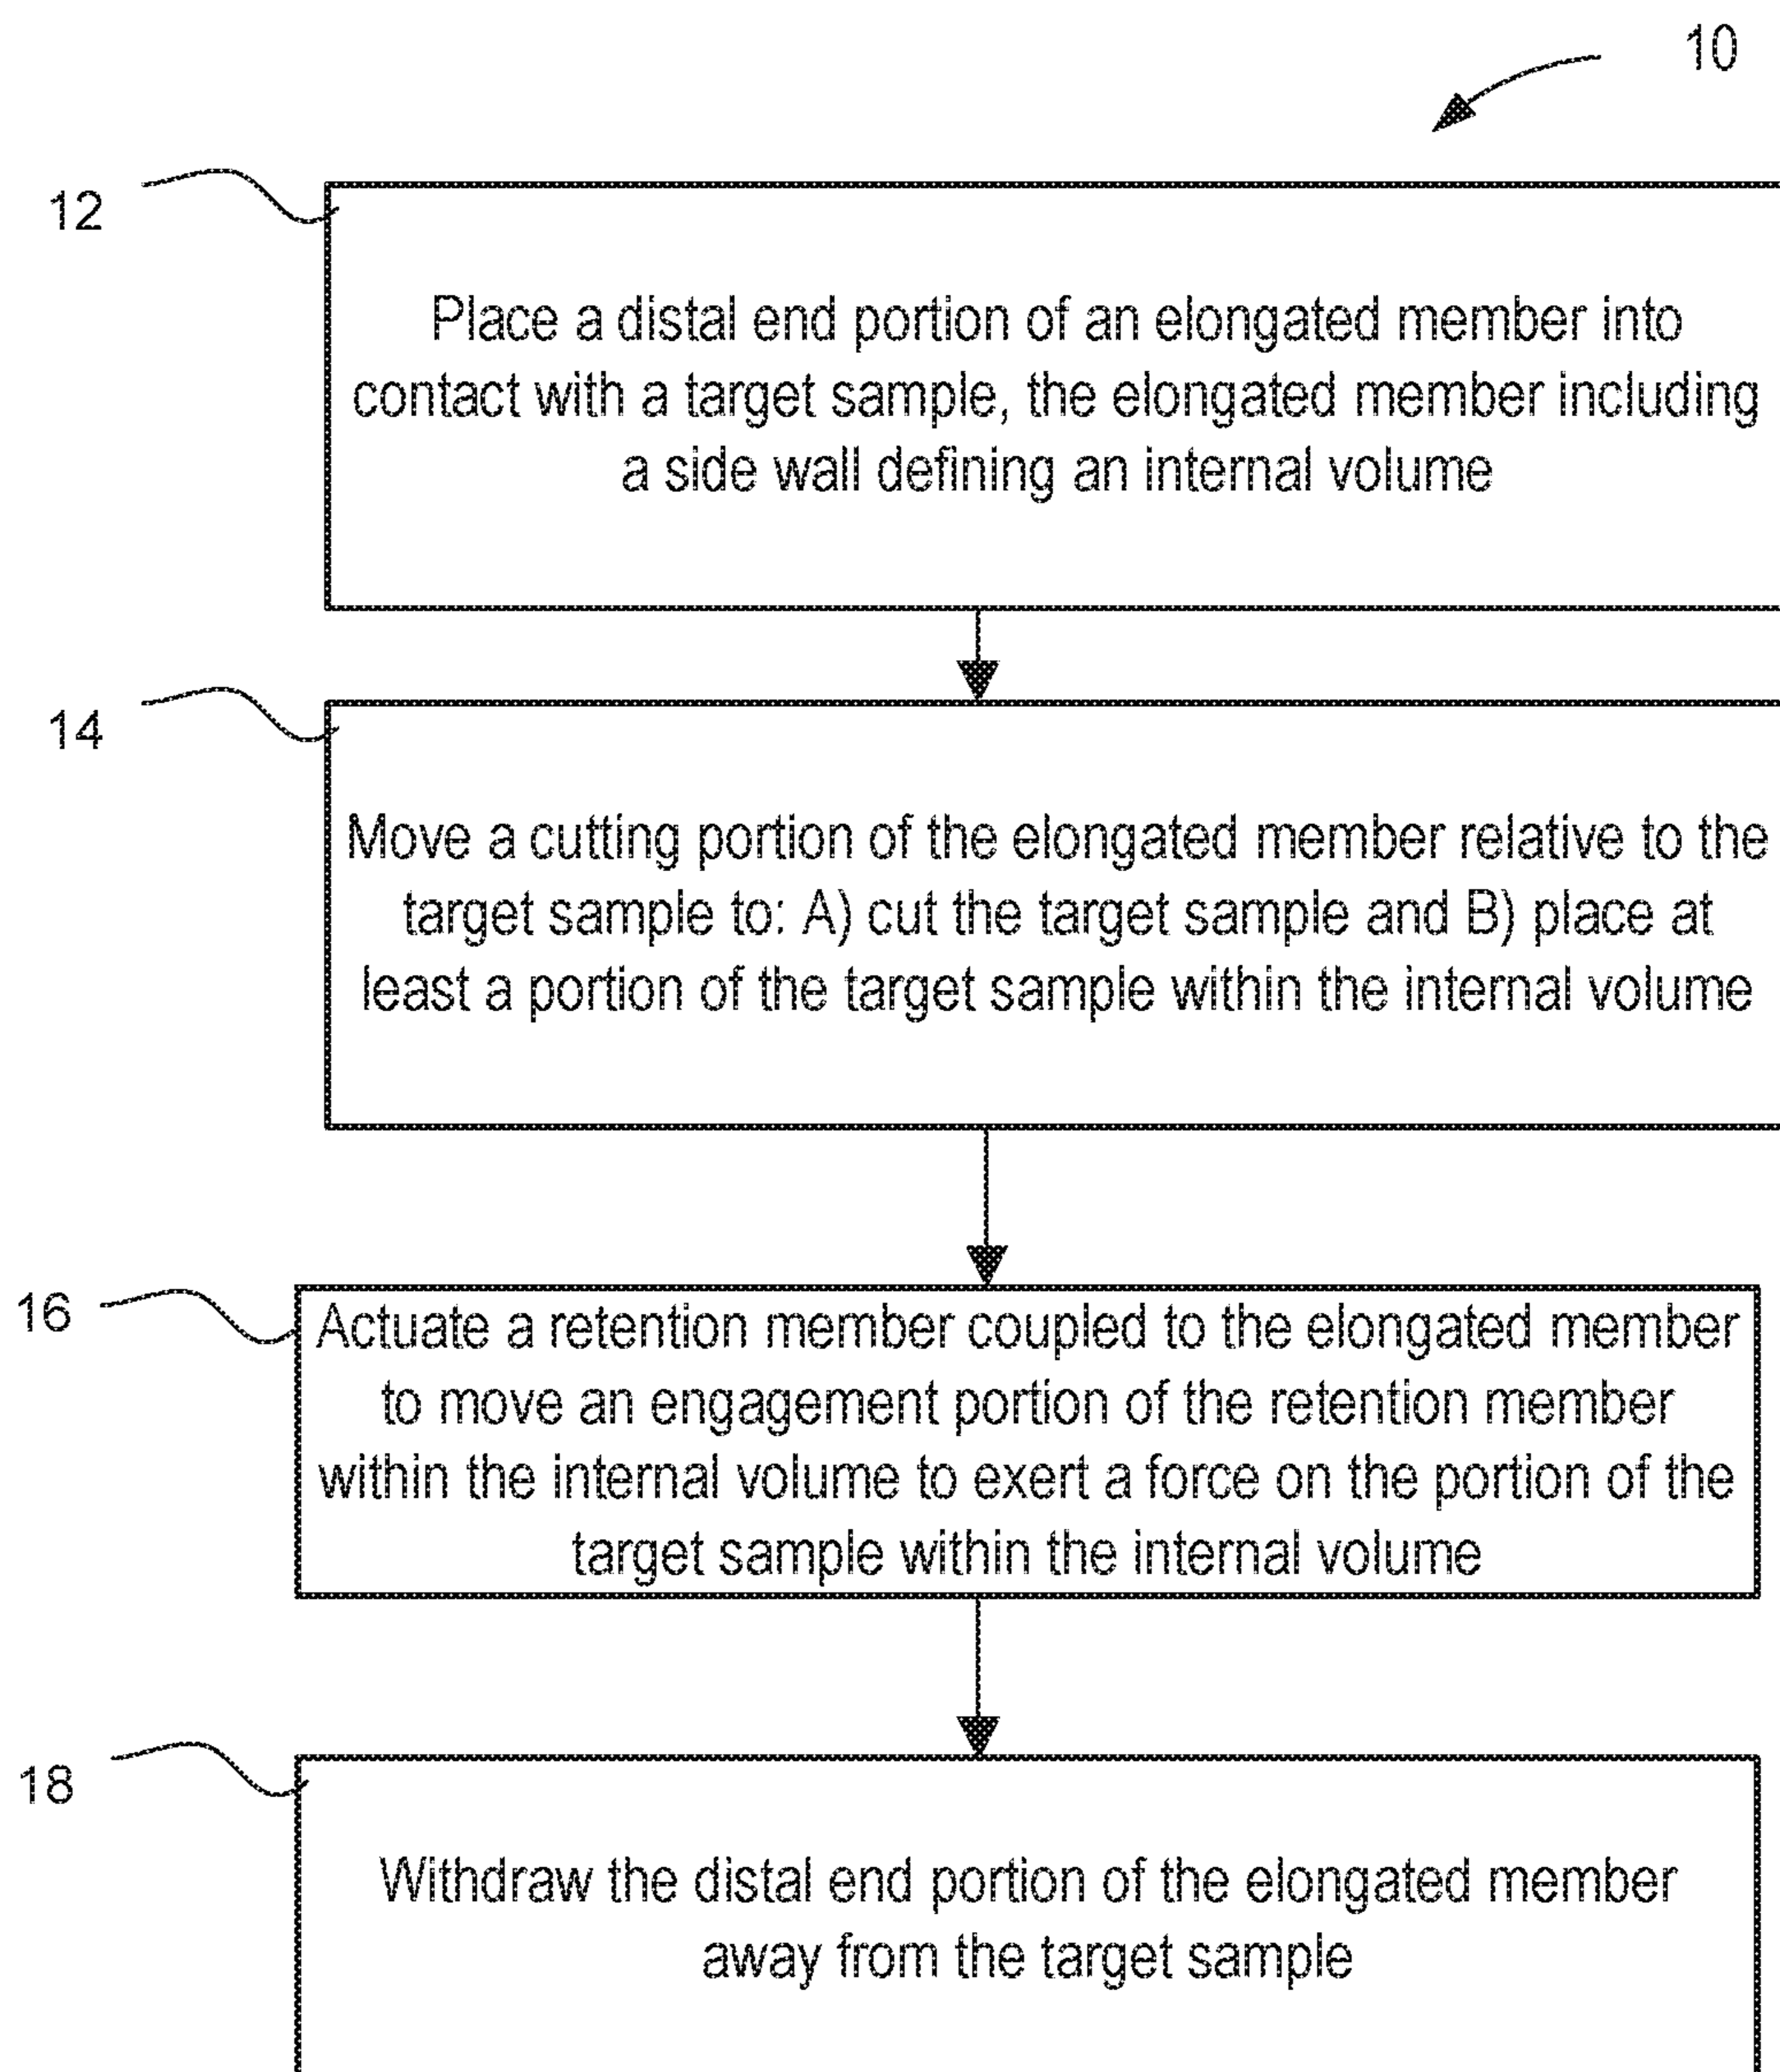 10
12
Place a distal end portion of an elongated member into
contact with a target sample, the elongated member including
a side wall defining an internal volume
14
Move a cutting portion of the elongated member relative to the
target sample to: A) cut the target sample and B) place at
least a portion of the target sample within the internal volume
16
Actuate a retention member coupled to the elongated member
to move an engagement portion of the retention member
within the internal volume to exert a force on the portion of the
target sample within the internal volume
18
Withdraw the distal end portion of the elongated member
away from the target sample